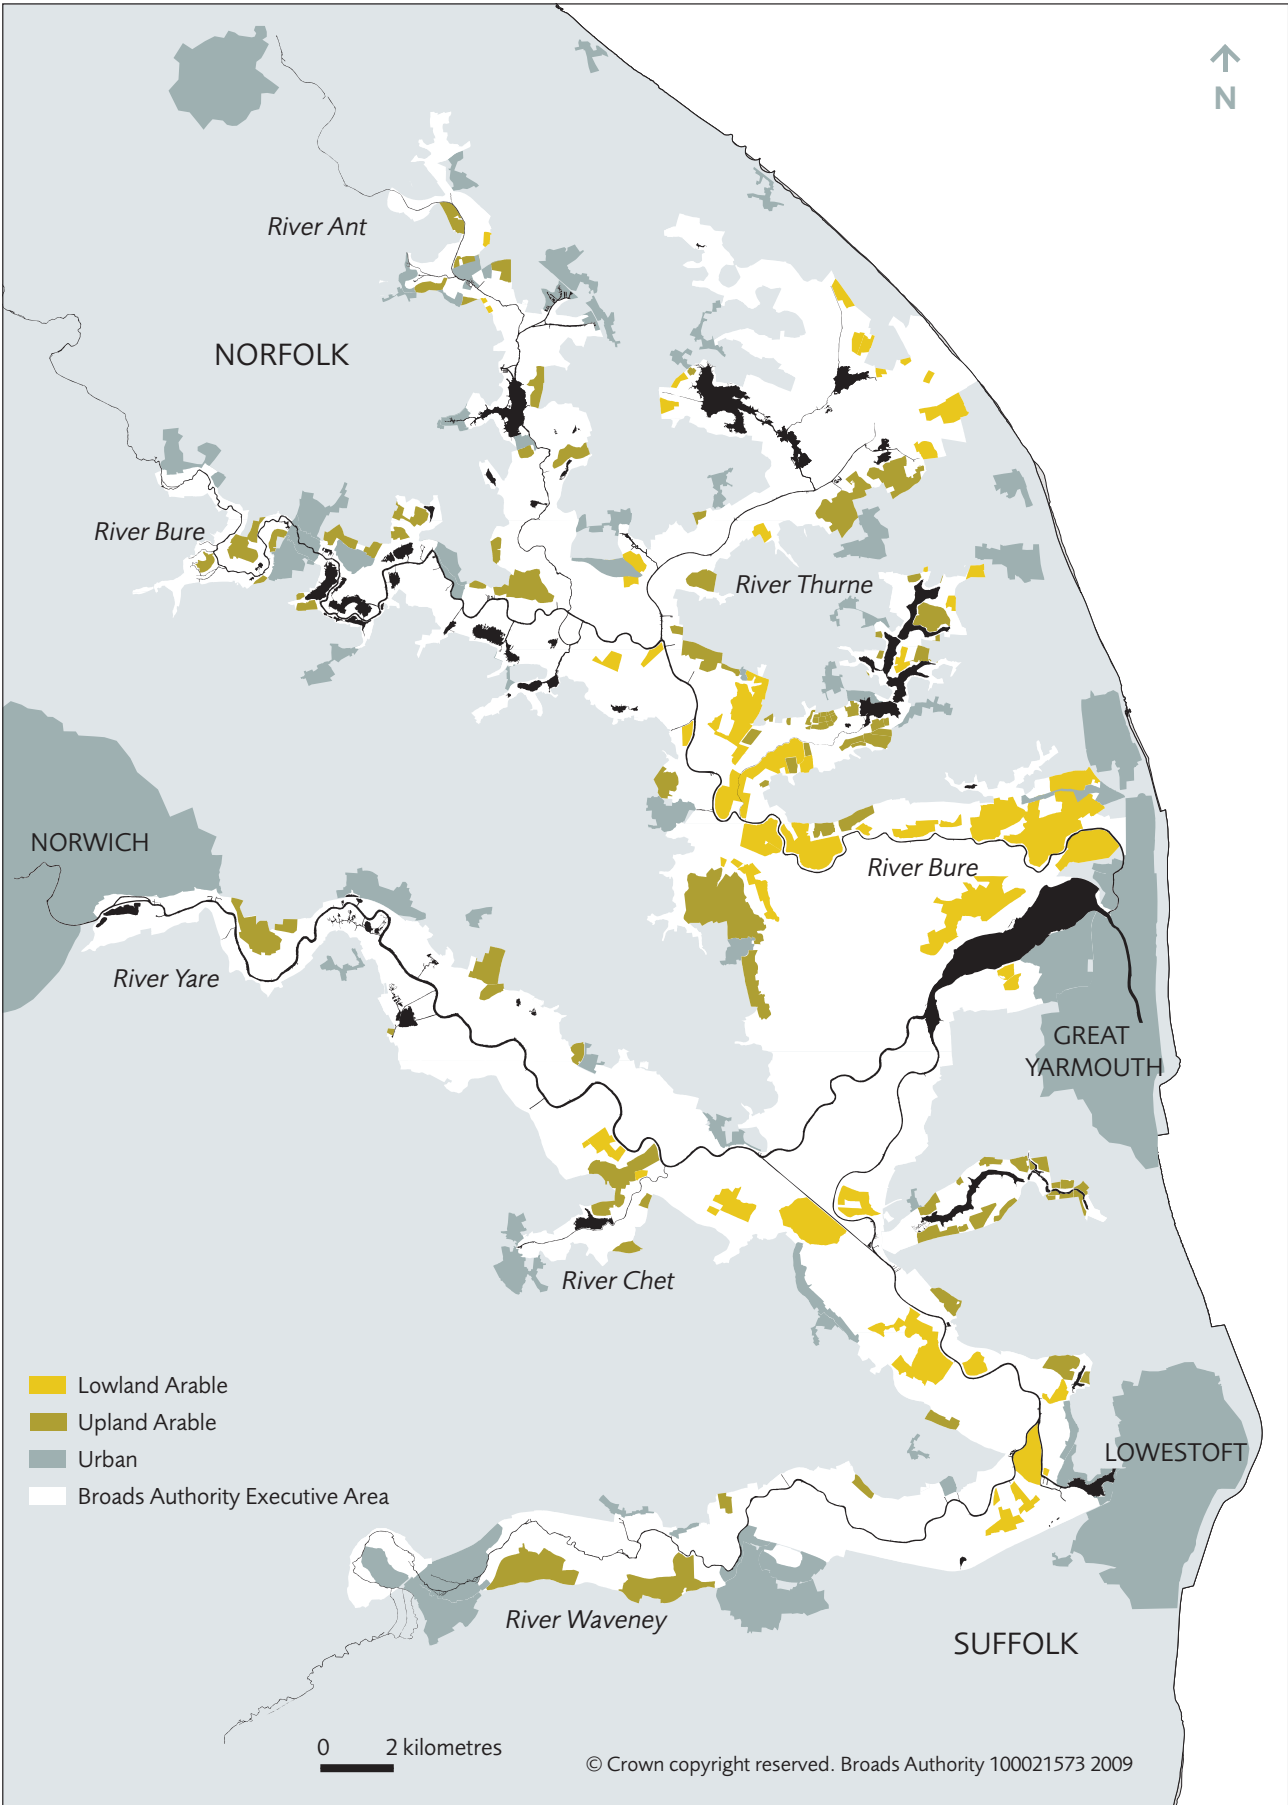 N
River Ant
NORFOLK
River Bure
River Thurne
NORWICH
River Bure
River Yare
GREAT
YARMOUTH
River Chet
Lowland Arable
Upland Arable
Urban
Broads Authority Executive Area
LOWESTOFT
River Waveney
SUFFOLK
0 2 kilometres
© Crown copyright reserved. Broads Authority 100021573 2009